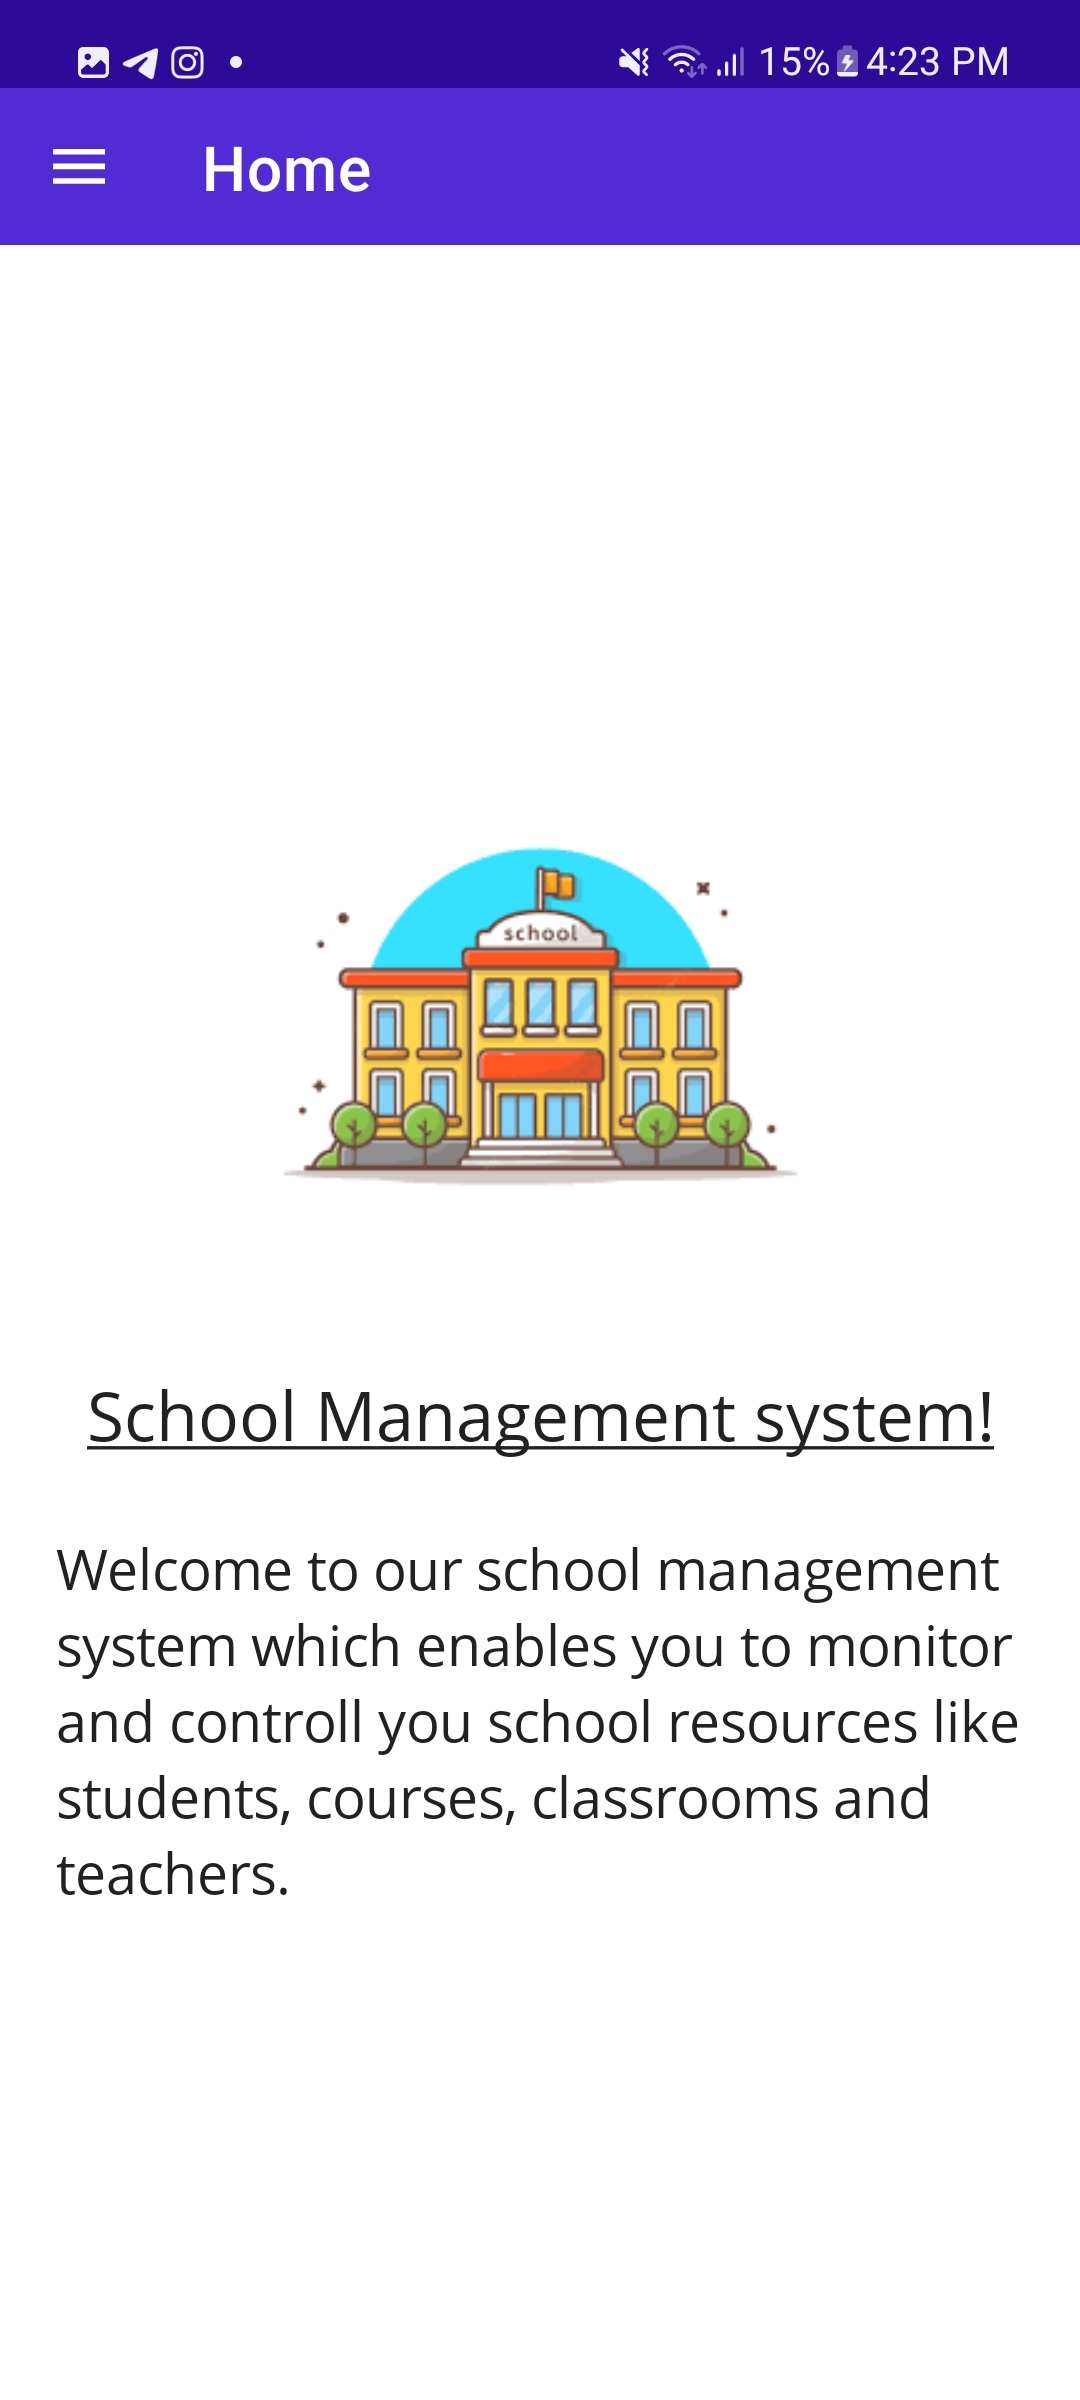 15% 4:23 PM
Home
school
School Management system!
Welcome to our school management
system which enables you to monitor
and controll you school resources like
students, courses, classrooms and
teachers.